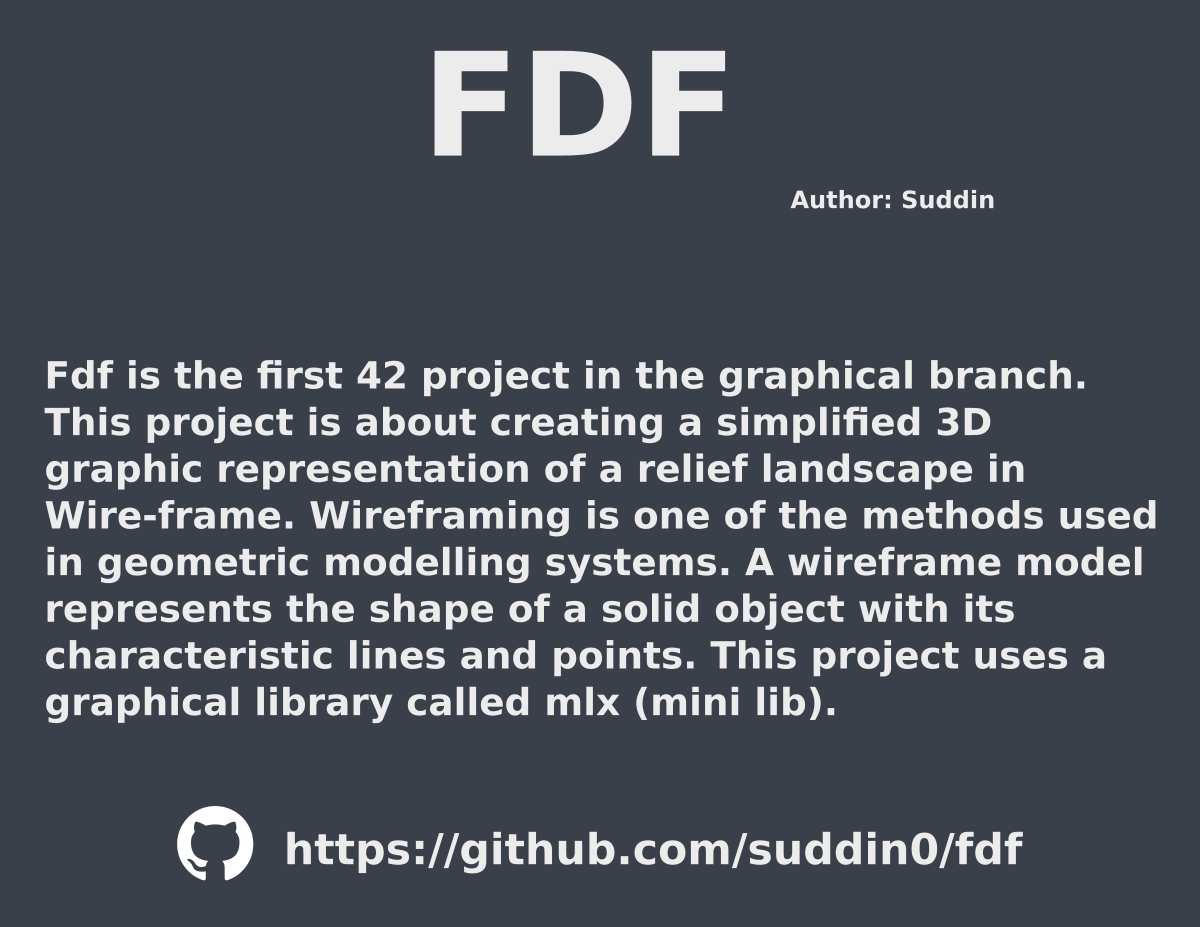 FDF
Author: Suddin
Fdf is the first 42 project in the graphical branch.
This project is about creating a simplified 3D
graphic representation of a relief landscape in
Wire-frame. Wireframing is one of the methods used
in geometric modelling systems. A wireframe model
represents the shape of a solid object with its
characteristic lines and points. This project uses a
graphical library called mlx (mini lib).
https://github.com/suddin0/fdf